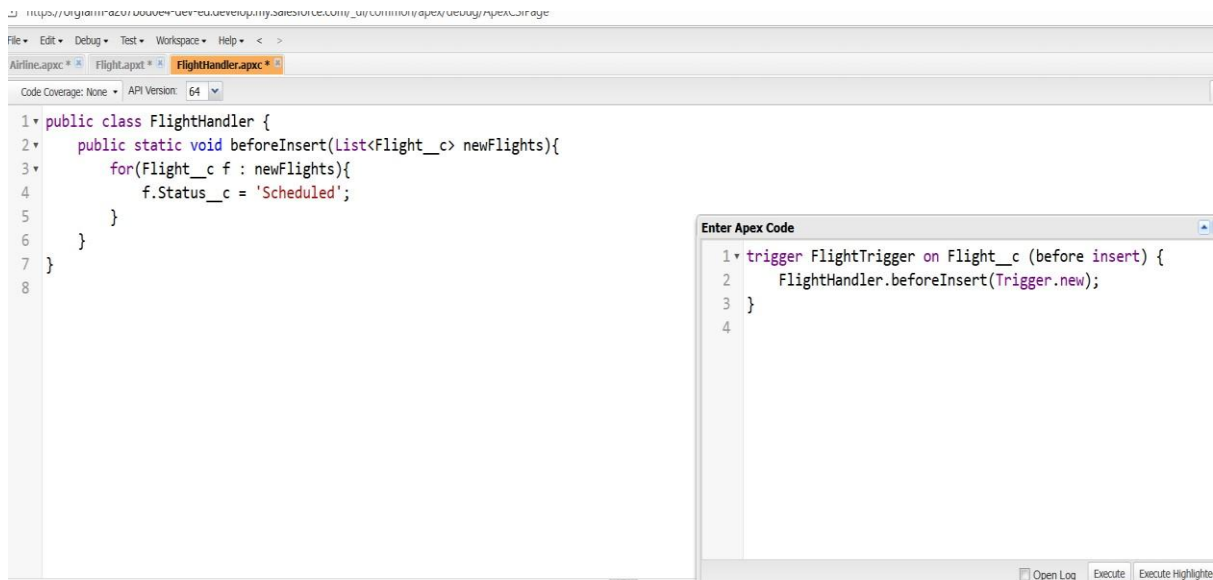 File Edit Debug Test Workspace Help < >
Airline.apxc * Flight.apxt * FlightHandler.apxc *
Code Coverage: None API Version: 64
1 public class FlightHandler {
2 public static void beforeInsert(List<Flight__c> newFlights){
3 for(Flight__c f : newFlights){
4 f.Status__c = 'Scheduled';
5 }
6 }
7 }
8
Enter Apex Code
1 trigger FlightTrigger on Flight__c (before insert) {
2 FlightHandler.beforeInsert(Trigger.new);
3 }
4
Open Log Execute Execute Highlighte